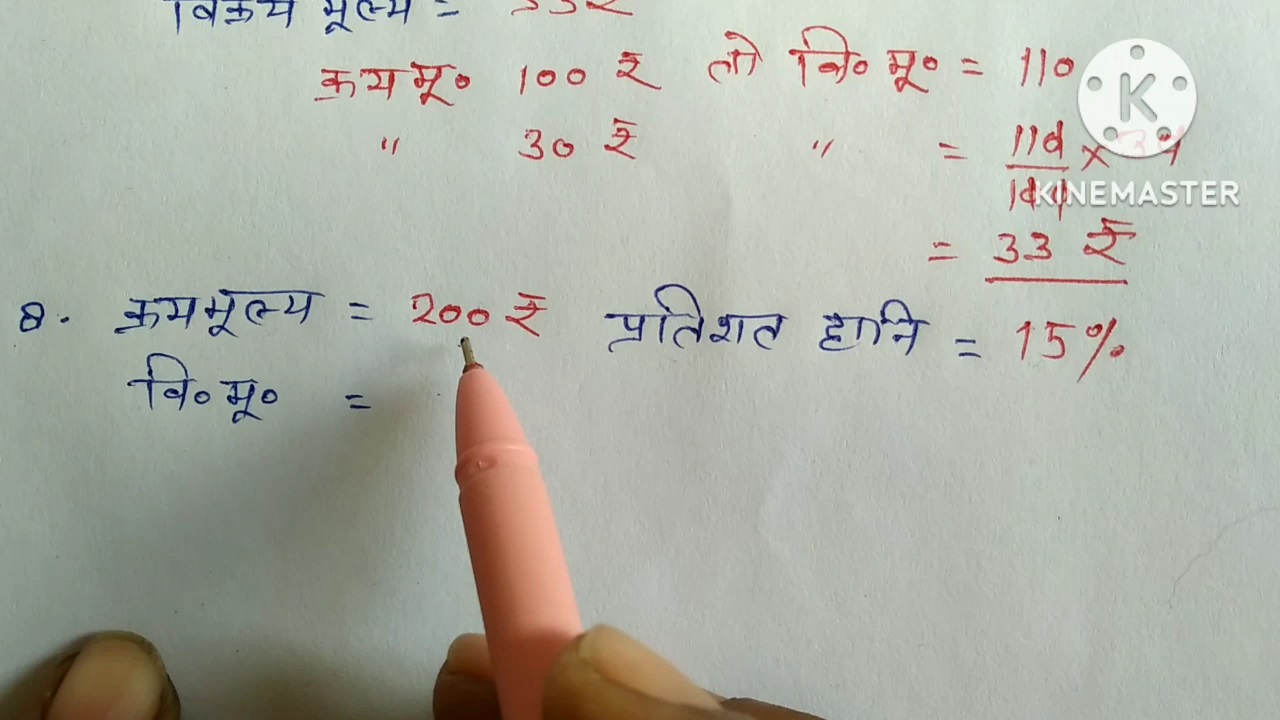 विक्रय मूल्य = 33₹
क्रय मू० 100 ₹ तो वि० मू० = 110
" 30 ₹ " = 110/100 × 30
= 33 ₹
8. क्रयमूल्य = 200 ₹ प्रतिशत हानि = 15%
वि० मू० =
K
KINEMASTER